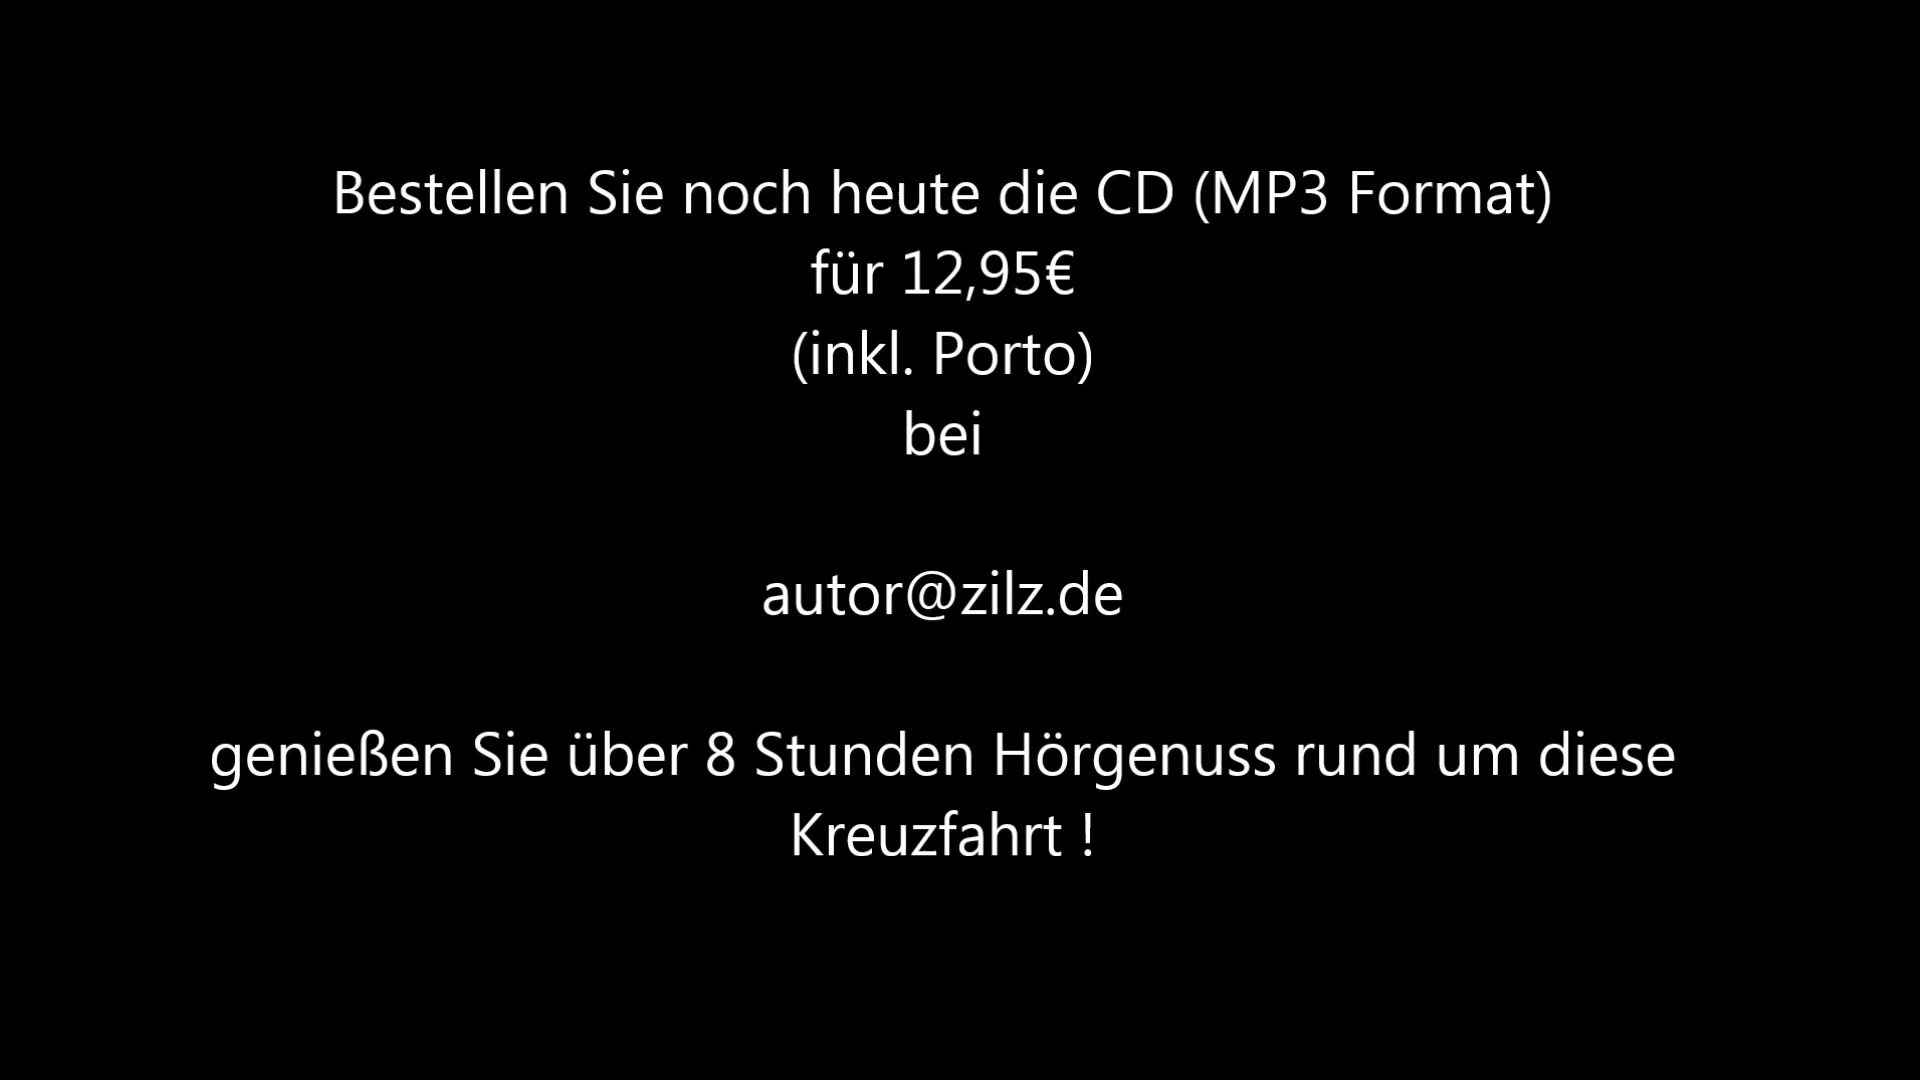 Bestellen Sie noch heute die CD (MP3 Format)
für 12,95€
(inkl. Porto)
bei
autor@zilz.de
genießen Sie über 8 Stunden Hörgenuss rund um diese
Kreuzfahrt !